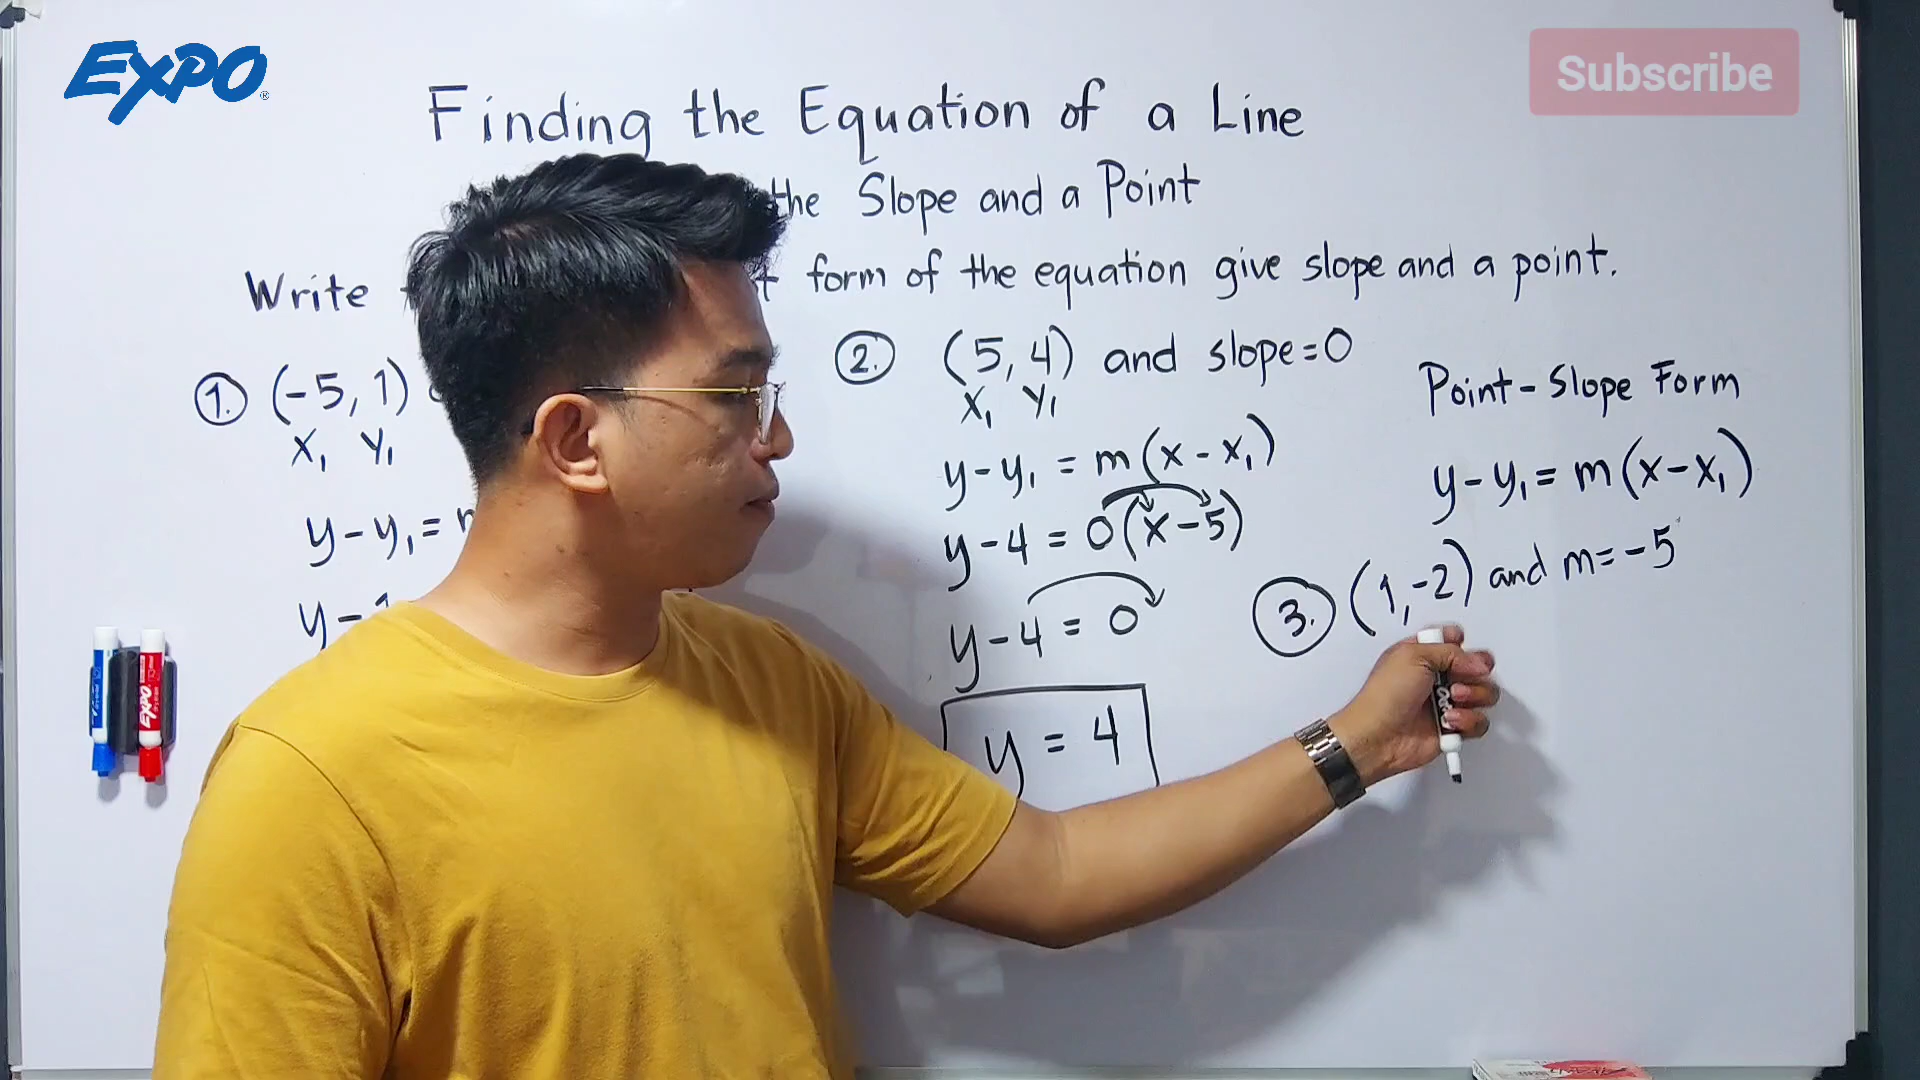 EXPO®
Subscribe
Finding the Equation of a Line
the Slope and a Point
Write form of the equation give slope and a point.
1. (-5, 1)
X₁ Y₁
y-y₁=
y-1
2. (5, 4) and slope=0
X₁ Y₁
y-y₁ = m(x-x₁)
y-4 = 0(x-5)
y-4 = 0
y = 4
Point-Slope Form
y-y₁ = m(x-x₁)
3. (1,-2) and m=-5
EXPO